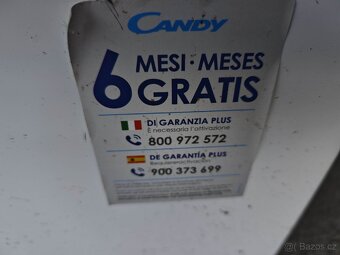 CANDY
6 MESI · MESES
GRATIS
DI GARANZIA PLUS
È necessaria l'attivazione
800 972 572
DE GARANTÍA PLUS
900 373 699
Bazos.cz